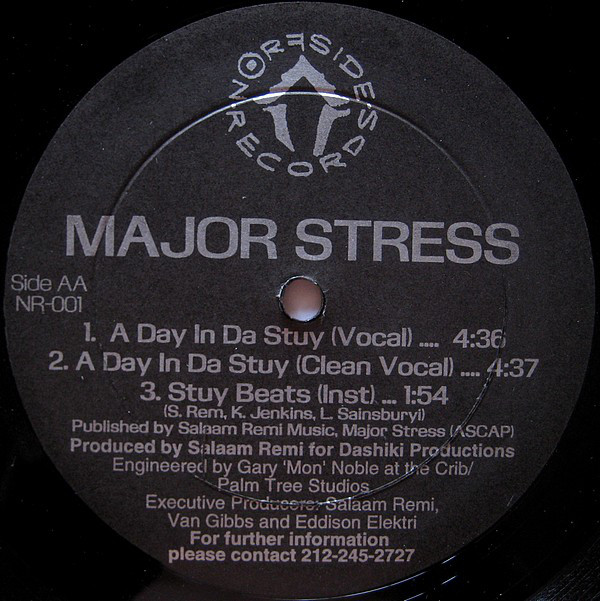 NORFSIDES RECORD
MAJOR STRESS
Side AA
NR-001
1. A Day In Da Stuy (Vocal) .... 4:36
2. A Day In Da Stuy (Clean Vocal) .... 4:37
3. Stuy Beats (Inst) ... 1:54
(S. Rem, K. Jenkins, L. Sainsburyl)
Published by Salaam Remi Music, Major Stress (ASCAP)
Produced by Salaam Remi for Dashiki Productions
Engineered by Gary 'Mon' Noble at the Crib/
Palm Tree Studios
Executive Producers: Salaam Remi,
Van Gibbs and Eddison Elektri
For further information
please contact 212-245-2727